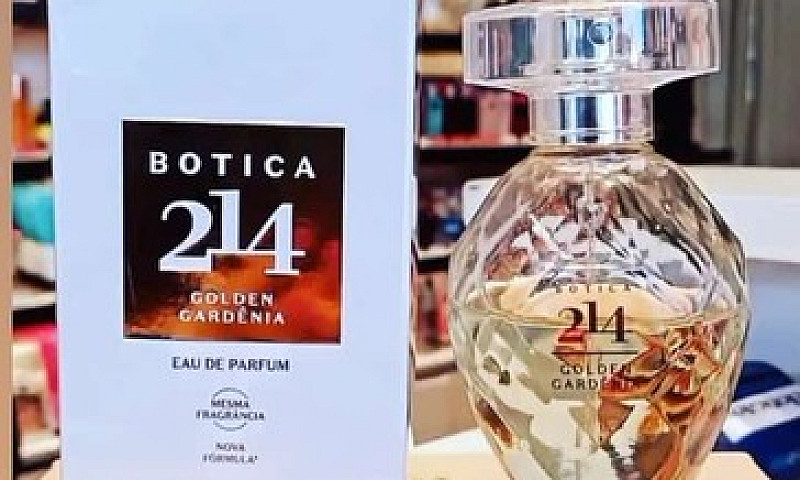 BOTICA
214
GOLDEN
GARDÊNIA
EAU DE PARFUM
MESMA
FRAGRÂNCIA
NOVA
FÓRMULA*
BOTICA
214
GOLDEN
GARDÊNIA